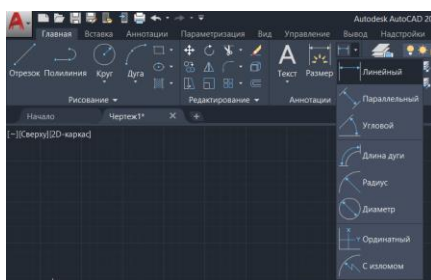 Autodesk AutoCAD 20
Главная Вставка Аннотации Параметризация Вид Управление Вывод Надстройки
Отрезок Полилиния Круг Дуга Текст Размер
Рисование Редактирование Аннотации
Линейный
Параллельный
Угловой
Длина дуги
Радиус
Диаметр
Ординатный
С изломом
Начало Чертеж1*
[−][Сверху][2D-каркас]